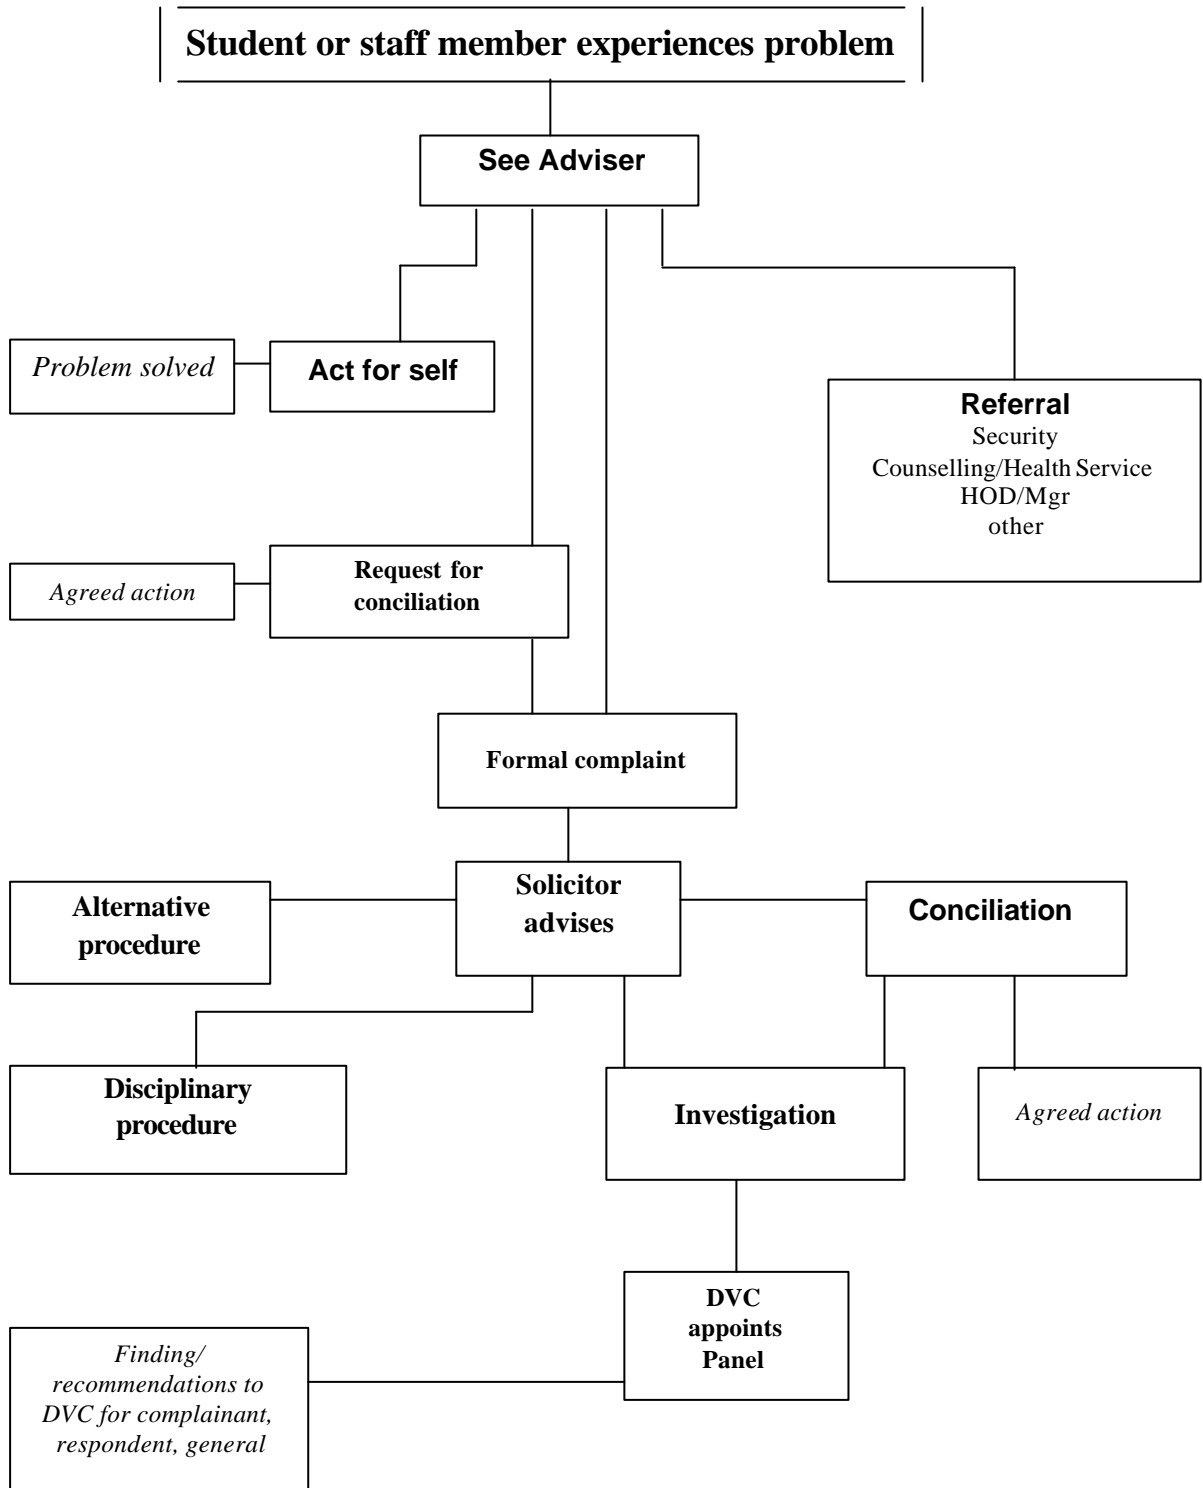 Student or staff member experiences problem
See Adviser
Problem solved
Act for self
Referral
Security
Counselling/Health Service
HOD/Mgr
other
Agreed action
Request for
conciliation
Formal complaint
Alternative
procedure
Solicitor
advises
Conciliation
Disciplinary
procedure
Investigation
Agreed action
DVC
appoints
Panel
Finding/
recommendations to
DVC for complainant,
respondent, general